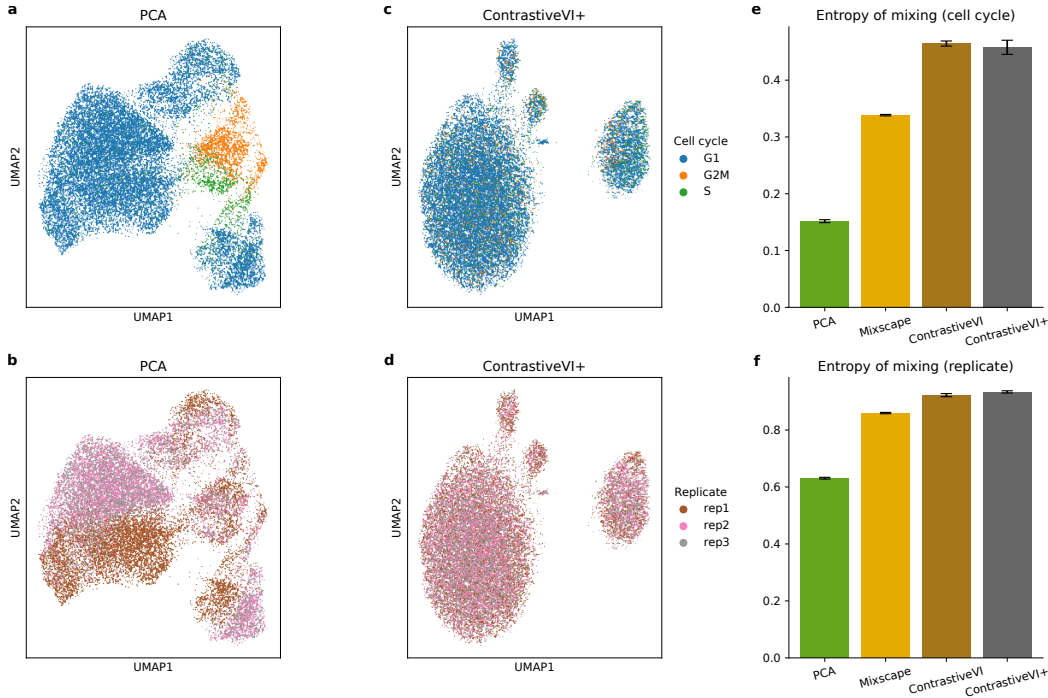 a
PCA
UMAP2
UMAP1
c
ContrastiveVI+
UMAP2
UMAP1
Cell cycle
G1
G2M
S
e
Entropy of mixing (cell cycle)
0.4
0.3
0.2
0.1
0.0
PCA
Mixscape
ContrastiveVI
ContrastiveVI+
b
PCA
UMAP2
UMAP1
d
ContrastiveVI+
UMAP2
UMAP1
Replicate
rep1
rep2
rep3
f
Entropy of mixing (replicate)
0.8
0.6
0.4
0.2
0.0
PCA
Mixscape
ContrastiveVI
ContrastiveVI+